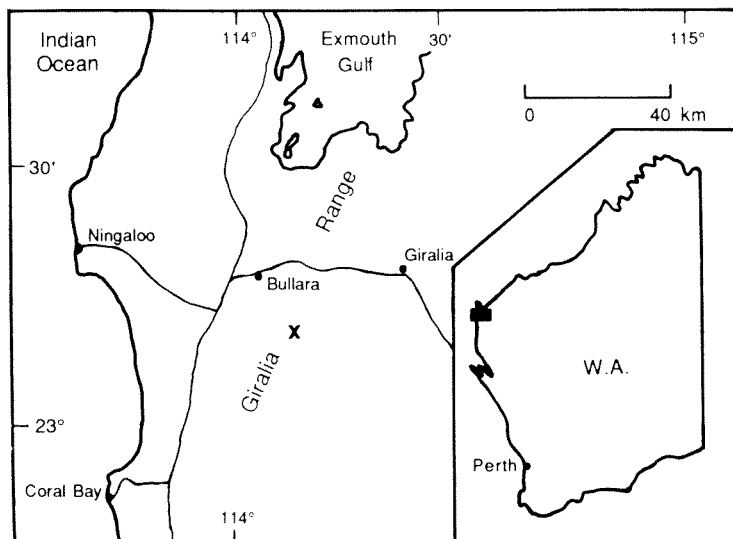 Indian
Ocean
114°
Exmouth
Gulf
30'
115°
0 40 km
30'
Range
Ningaloo
Giralia
Bullara
X
Giralia
W.A.
23°
Perth
Coral Bay
114°